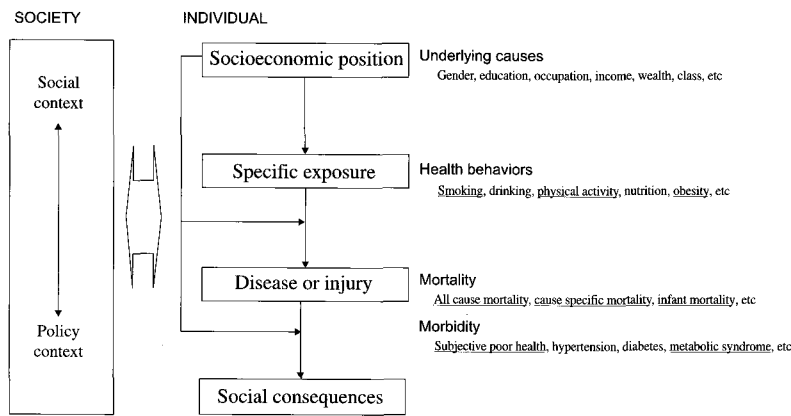 SOCIETY
INDIVIDUAL
Social
context
Policy
context
Socioeconomic position
Underlying causes
Gender, education, occupation, income, wealth, class, etc
Specific exposure
Health behaviors
Smoking, drinking, physical activity, nutrition, obesity, etc
Disease or injury
Mortality
All cause mortality, cause specific mortality, infant mortality, etc
Morbidity
Subjective poor health, hypertension, diabetes, metabolic syndrome, etc
Social consequences